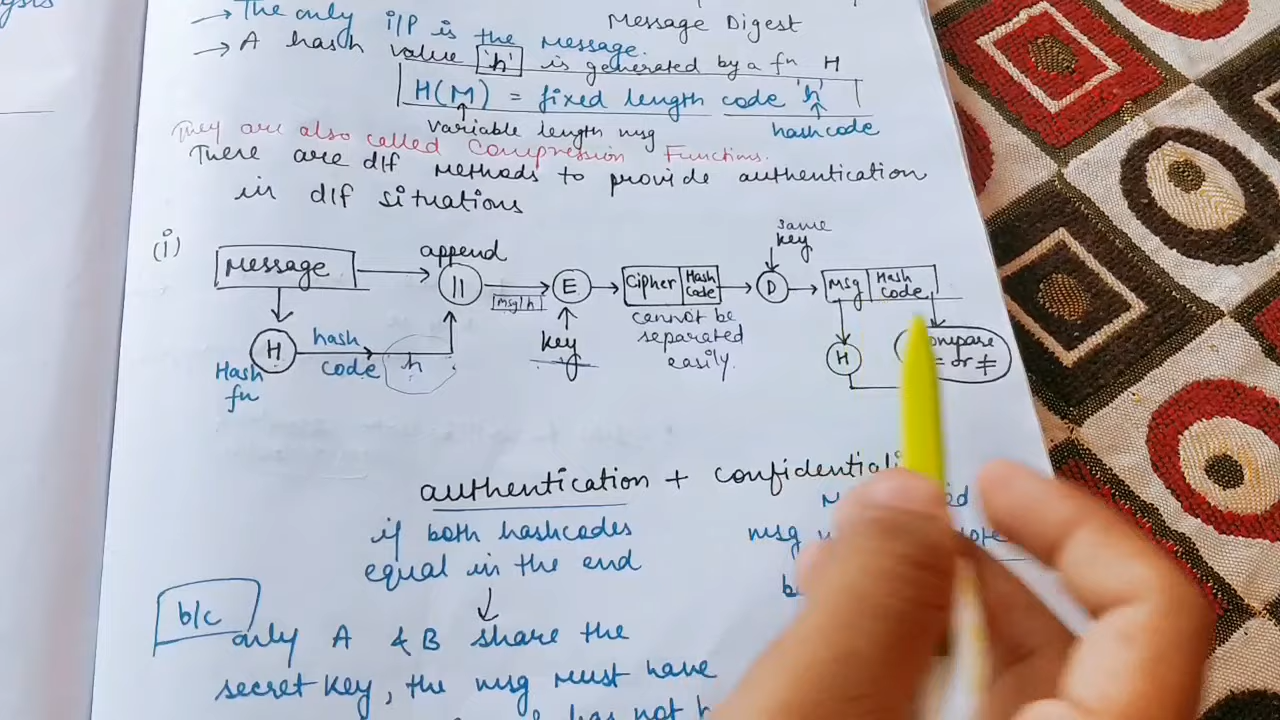 → The only i/P is the Message.
Message Digest
→ A hash value 'h' is generated by a fn H
H(M) = fixed length code 'h'
variable length msg
hashcode
They are also called Compression Functions.
There are dif methods to provide authentication
in dif situations
(i)
Message
append
||
msg|h
E
key
Cipher
Hash
code
cannot be
separated
easily.
same
key
D
Msg
Hash
code
H
= or ≠
H
Hash
fn
hash
code
h
authentication +
if both hashcodes
equal in the end
msg
b/c
only A & B share the
secret key, the msg must have
has not